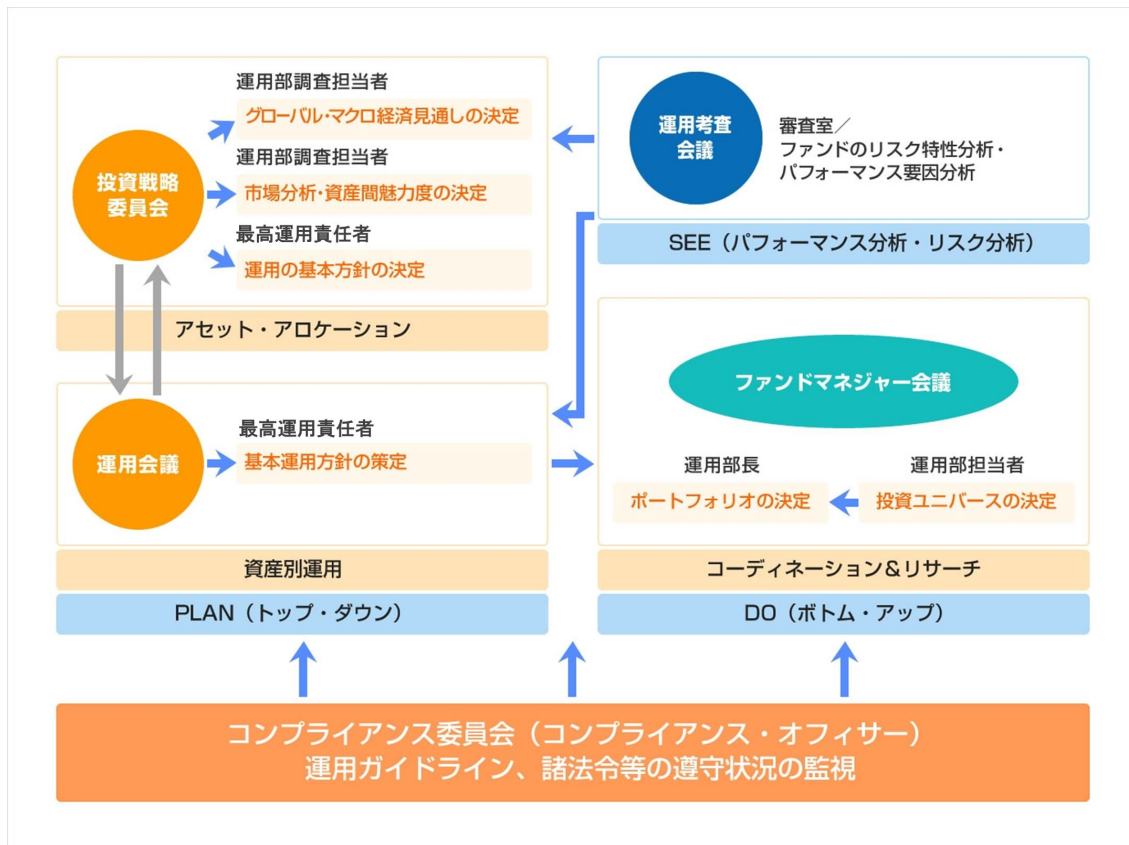 運用部調査担当者
グローバル・マクロ経済見通しの決定
運用部調査担当者
市場分析・資産間魅力度の決定
最高運用責任者
運用の基本方針の決定
投資戦略
委員会
アセット・アロケーション
運用考査
会議
審査室／
ファンドのリスク特性分析・
パフォーマンス要因分析
SEE（パフォーマンス分析・リスク分析）
運用会議
最高運用責任者
基本運用方針の策定
資産別運用
PLAN（トップ・ダウン）
ファンドマネジャー会議
運用部長
ポートフォリオの決定
運用部担当者
投資ユニバースの決定
コーディネーション＆リサーチ
DO（ボトム・アップ）
コンプライアンス委員会（コンプライアンス・オフィサー）
運用ガイドライン、諸法令等の遵守状況の監視